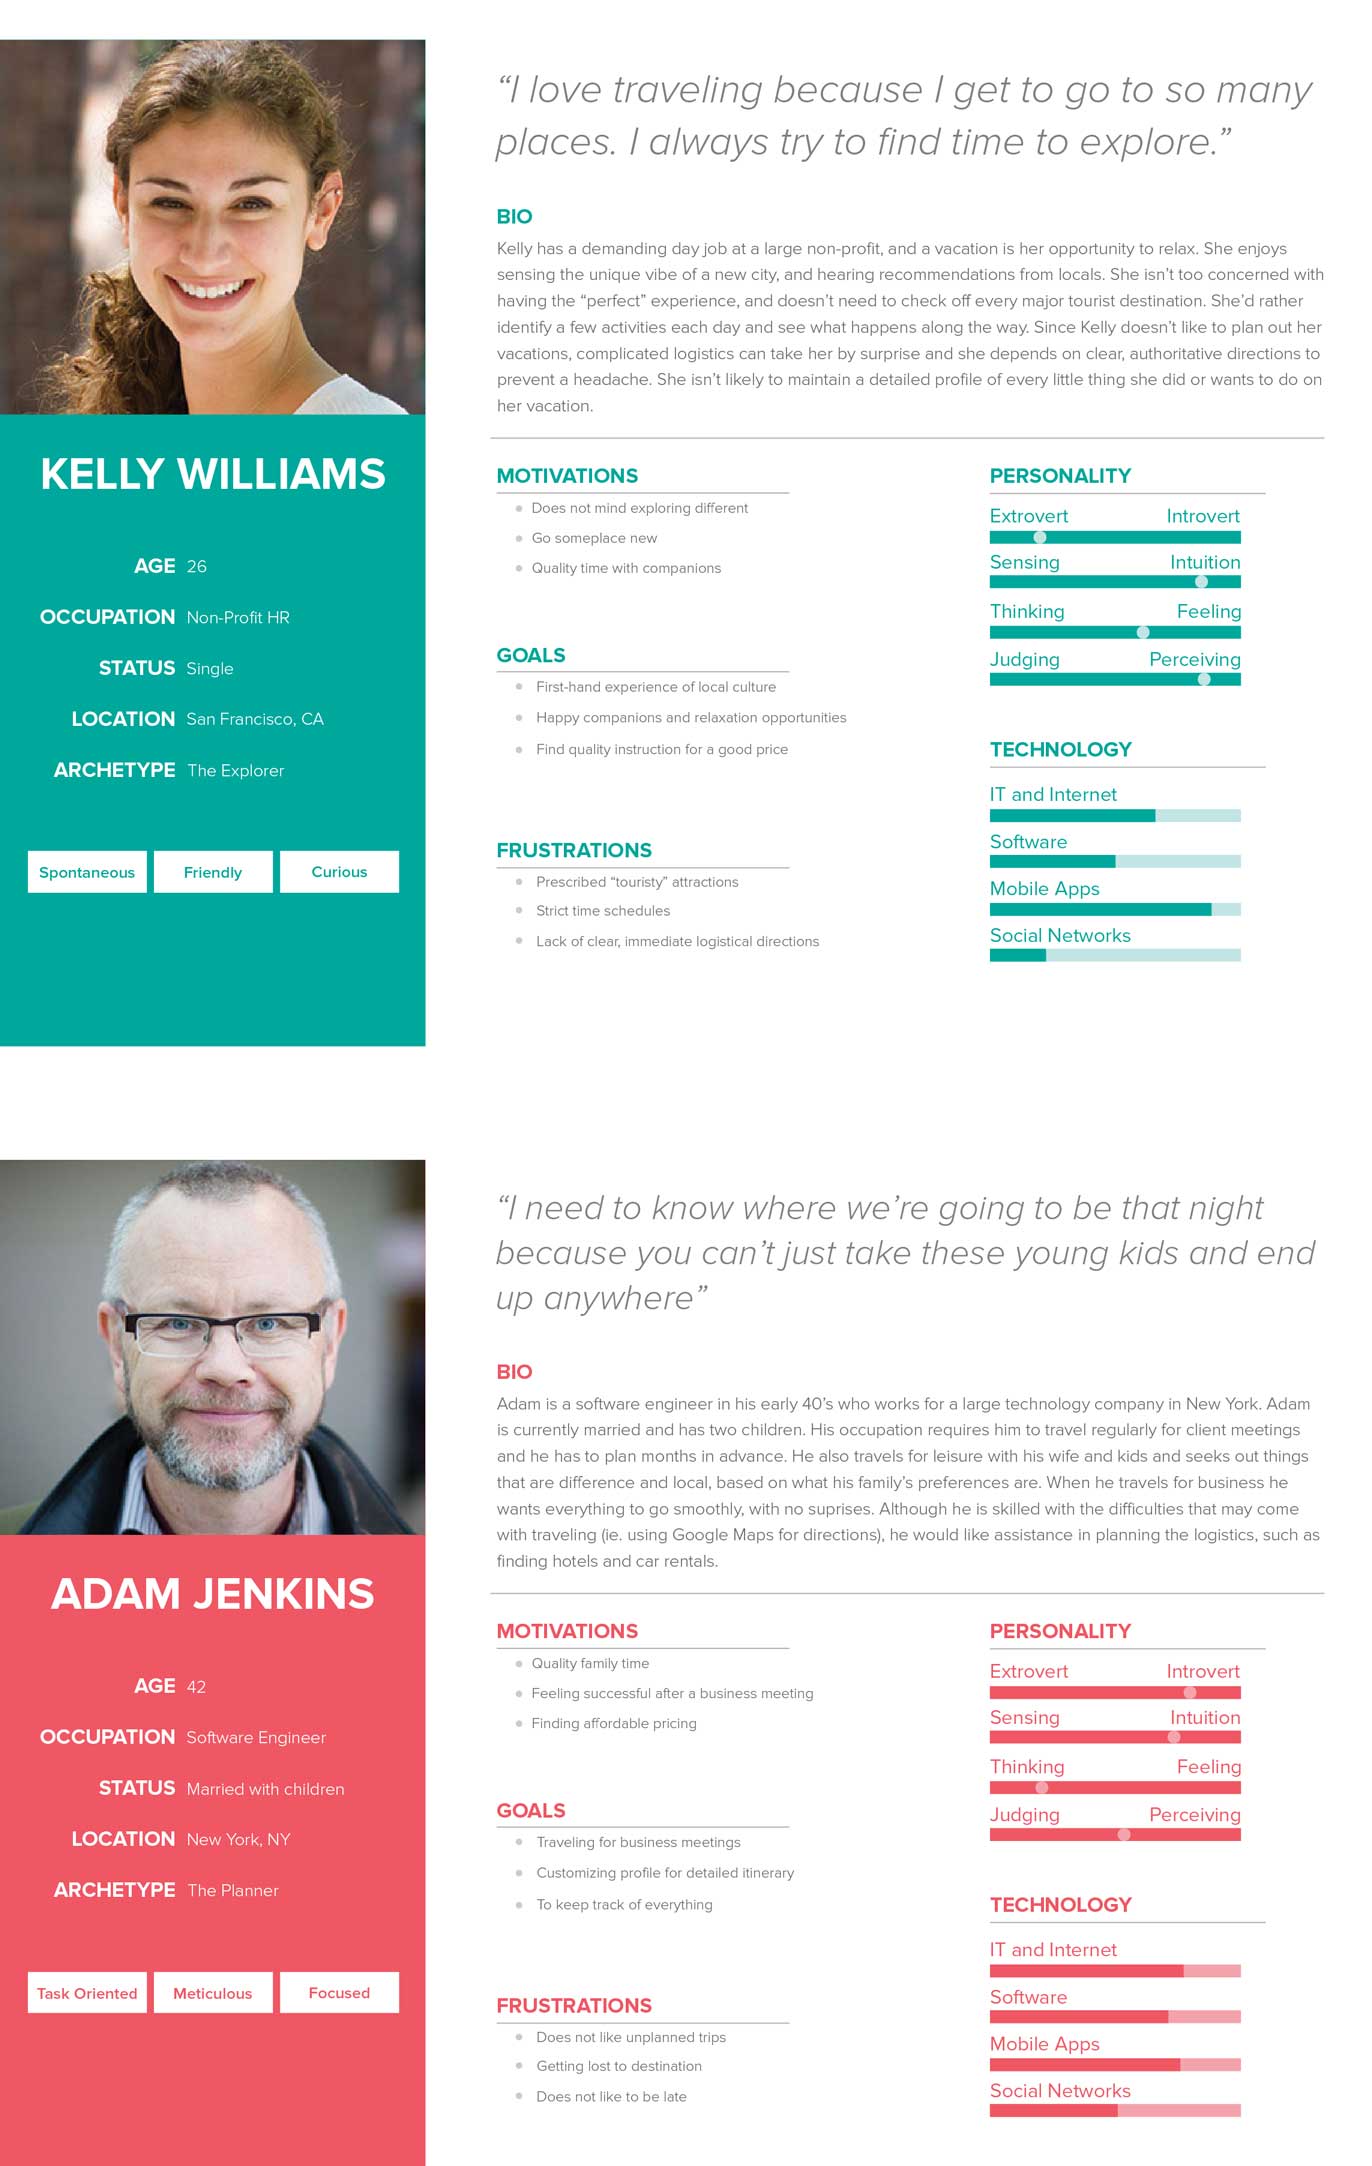 “I love traveling because I get to go to so many
places. I always try to find time to explore.”
BIO
Kelly has a demanding day job at a large non-profit, and a vacation is her opportunity to relax. She enjoys
sensing the unique vibe of a new city, and hearing recommendations from locals. She isn’t too concerned with
having the “perfect” experience, and doesn’t need to check off every major tourist destination. She’d rather
identify a few activities each day and see what happens along the way. Since Kelly doesn’t like to plan out her
vacations, complicated logistics can take her by surprise and she depends on clear, authoritative directions to
prevent a headache. She isn’t likely to maintain a detailed profile of every little thing she did or wants to do on
her vacation.
KELLY WILLIAMS
AGE 26
OCCUPATION Non-Profit HR
STATUS Single
LOCATION San Francisco, CA
ARCHETYPE The Explorer
Spontaneous Friendly Curious
MOTIVATIONS
Does not mind exploring different
Go someplace new
Quality time with companions
GOALS
First-hand experience of local culture
Happy companions and relaxation opportunities
Find quality instruction for a good price
FRUSTRATIONS
Prescribed “touristy” attractions
Strict time schedules
Lack of clear, immediate logistical directions
PERSONALITY
Extrovert Introvert
Sensing Intuition
Thinking Feeling
Judging Perceiving
TECHNOLOGY
IT and Internet
Software
Mobile Apps
Social Networks
“I need to know where we’re going to be that night
because you can’t just take these young kids and end
up anywhere”
BIO
Adam is a software engineer in his early 40’s who works for a large technology company in New York. Adam
is currently married and has two children. His occupation requires him to travel regularly for client meetings
and he has to plan months in advance. He also travels for leisure with his wife and kids and seeks out things
that are difference and local, based on what his family’s preferences are. When he travels for business he
wants everything to go smoothly, with no suprises. Although he is skilled with the difficulties that may come
with traveling (ie. using Google Maps for directions), he would like assistance in planning the logistics, such as
finding hotels and car rentals.
ADAM JENKINS
AGE 42
OCCUPATION Software Engineer
STATUS Married with children
LOCATION New York, NY
ARCHETYPE The Planner
Task Oriented Meticulous Focused
MOTIVATIONS
Quality family time
Feeling successful after a business meeting
Finding affordable pricing
GOALS
Traveling for business meetings
Customizing profile for detailed itinerary
To keep track of everything
FRUSTRATIONS
Does not like unplanned trips
Getting lost to destination
Does not like to be late
PERSONALITY
Extrovert Introvert
Sensing Intuition
Thinking Feeling
Judging Perceiving
TECHNOLOGY
IT and Internet
Software
Mobile Apps
Social Networks